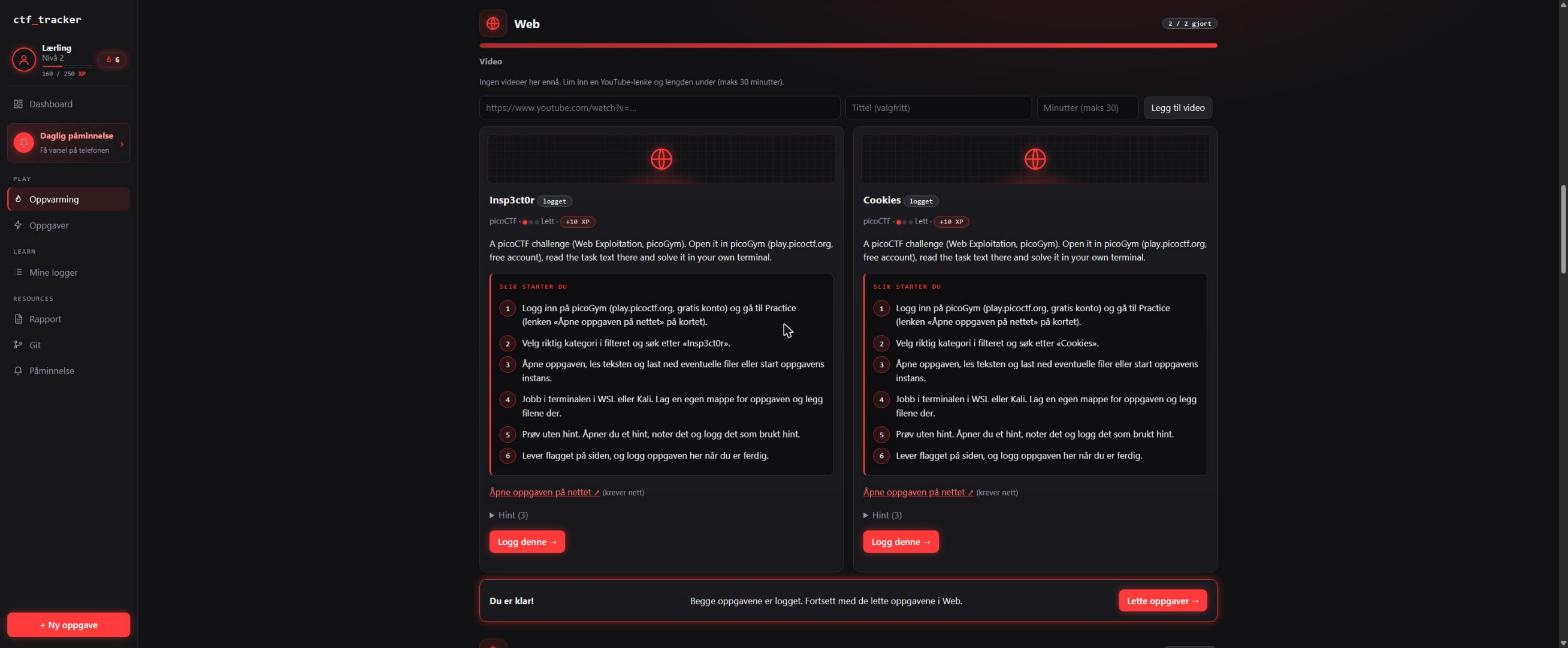 ctf_tracker
Lærling
Nivå 2
160 / 250 XP
6
Dashboard
Daglig påminnelse
Få varsel på telefonen
PLAY
Oppvarming
Oppgaver
LEARN
Mine logger
RESOURCES
Rapport
Git
Påminnelse
+ Ny oppgave
Web
2 / 2 gjort
Video
Ingen videoer her ennå. Lim inn en YouTube-lenke og lengden under (maks 30 minutter).
https://www.youtube.com/watch?v=...
Tittel (valgfritt)
Minutter (maks 30)
Legg til video
Insp3ct0r logget
picoCTF · Lett · +10 XP
A picoCTF challenge (Web Exploitation, picoGym). Open it in picoGym (play.picoctf.org,
free account), read the task text there and solve it in your own terminal.
SLIK STARTER DU
1 Logg inn på picoGym (play.picoctf.org, gratis konto) og gå til Practice
(lenken «Åpne oppgaven på nettet» på kortet).
2 Velg riktig kategori i filteret og søk etter «Insp3ct0r».
3 Åpne oppgaven, les teksten og last ned eventuelle filer eller start oppgavens
instans.
4 Jobb i terminalen i WSL eller Kali. Lag en egen mappe for oppgaven og legg
filene der.
5 Prøv uten hint. Åpner du et hint, noter det og logg det som brukt hint.
6 Lever flagget på siden, og logg oppgaven her når du er ferdig.
Åpne oppgaven på nettet ↗ (krever nett)
▶ Hint (3)
Logg denne →
Cookies logget
picoCTF · Lett · +10 XP
A picoCTF challenge (Web Exploitation, picoGym). Open it in picoGym (play.picoctf.org,
free account), read the task text there and solve it in your own terminal.
SLIK STARTER DU
1 Logg inn på picoGym (play.picoctf.org, gratis konto) og gå til Practice
(lenken «Åpne oppgaven på nettet» på kortet).
2 Velg riktig kategori i filteret og søk etter «Cookies».
3 Åpne oppgaven, les teksten og last ned eventuelle filer eller start oppgavens
instans.
4 Jobb i terminalen i WSL eller Kali. Lag en egen mappe for oppgaven og legg
filene der.
5 Prøv uten hint. Åpner du et hint, noter det og logg det som brukt hint.
6 Lever flagget på siden, og logg oppgaven her når du er ferdig.
Åpne oppgaven på nettet ↗ (krever nett)
▶ Hint (3)
Logg denne →
Du er klar!
Begge oppgavene er logget. Fortsett med de lette oppgavene i Web.
Lette oppgaver →